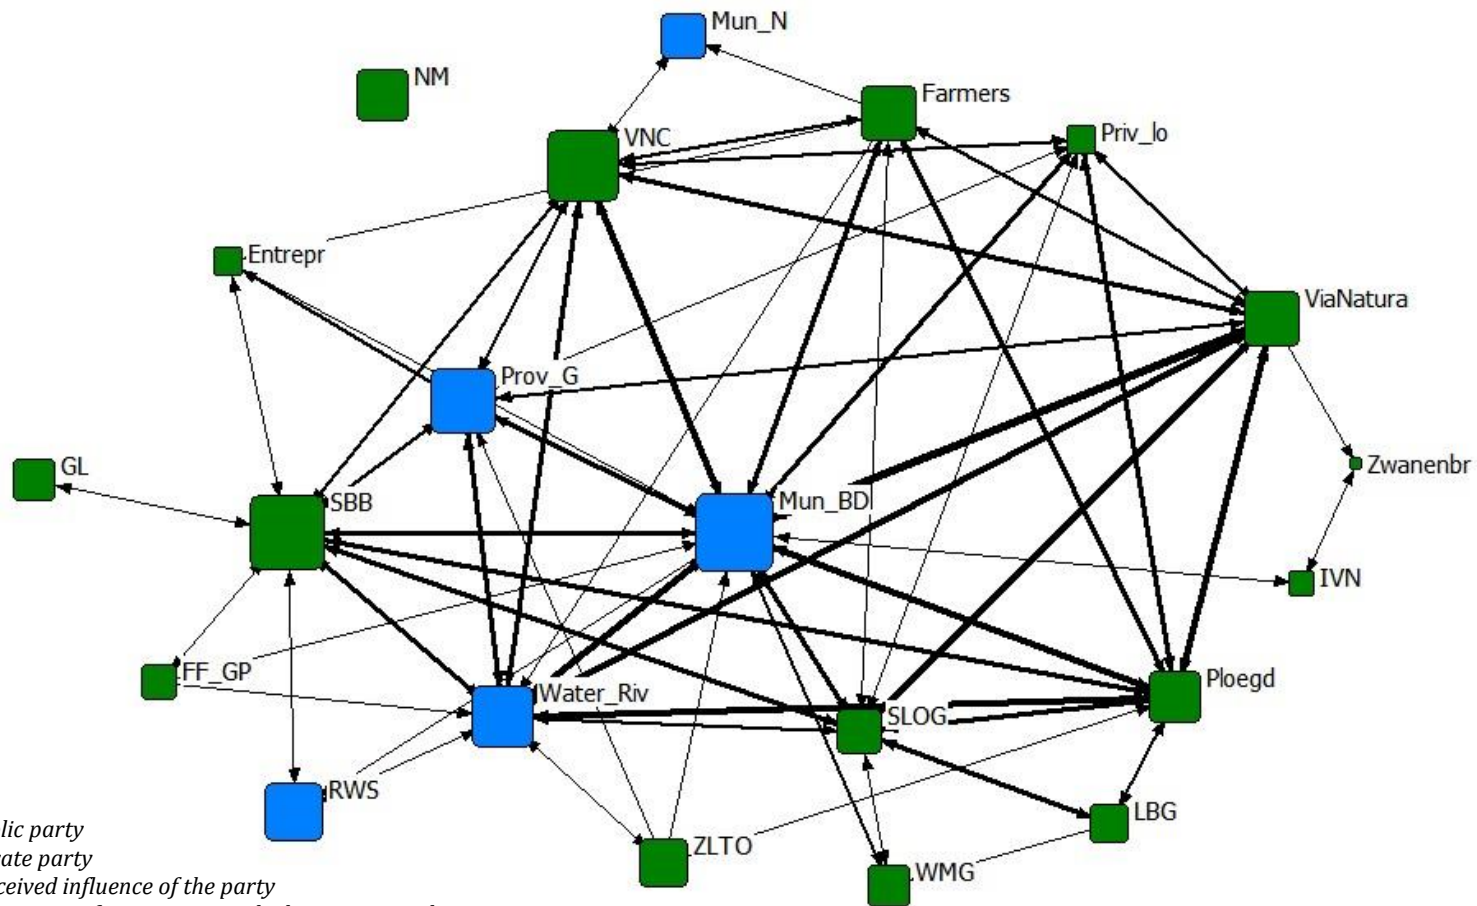 Mun_N
NM
Farmers
VNC
Priv_lo
Entrepr
ViaNatura
Prov_G
GL
Zwanenbr
SBB
Mun_BD
IVN
FF_GP
Ploegd
Water_Riv
SLOG
RWS
LBG
lic party
ate party
ZLTO
WMG
ceived influence of the party